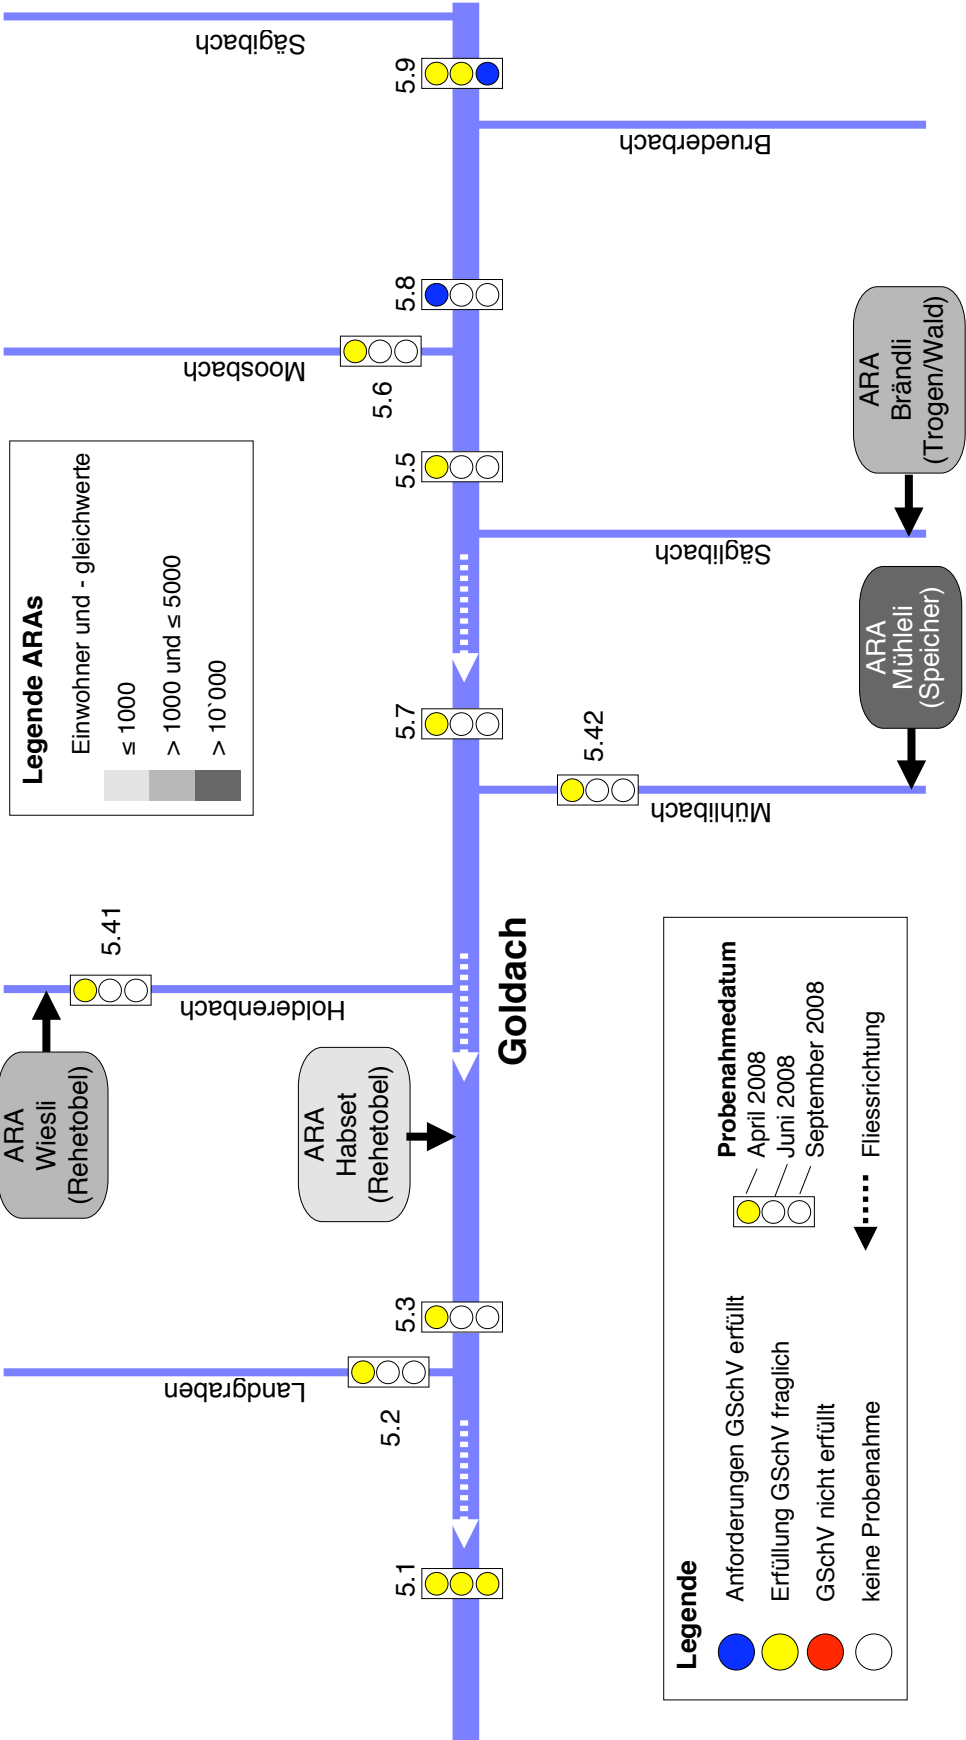 ARA
Wiesli
(Rehetobel)
5.41
Holderenbach
ARA
Habset
(Rehetobel)
Landgraben
5.2
5.3
5.1
Legende ARAs
Einwohner und - gleichwerte
≤ 1000
> 1000 und ≤ 5000
> 10`000
Moosbach
5.6
Sägibach
5.9
5.8
5.5
5.7
Goldach
Bruederbach
Säglibach
Mühlibach
5.42
ARA
Mühleli
(Speicher)
ARA
Brändli
(Trogen/Wald)
Legende
Anforderungen GSchV erfüllt
Erfüllung GSchV fraglich
GSchV nicht erfüllt
keine Probenahme
Probenahmedatum
April 2008
Juni 2008
September 2008
Fliessrichtung